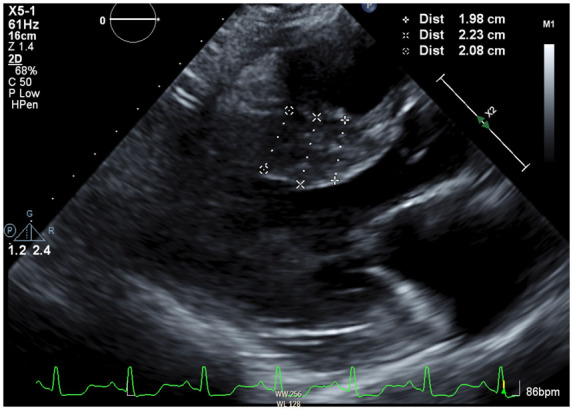 X5-1
61Hz
16cm
Z 1.4
2D
68%
C 50
P Low
HPen
0
P
Dist 1.98 cm
Dist 2.23 cm
Dist 2.08 cm
M1
X2
G
P R
1.2 2.4
WW 256
WL 128
86bpm